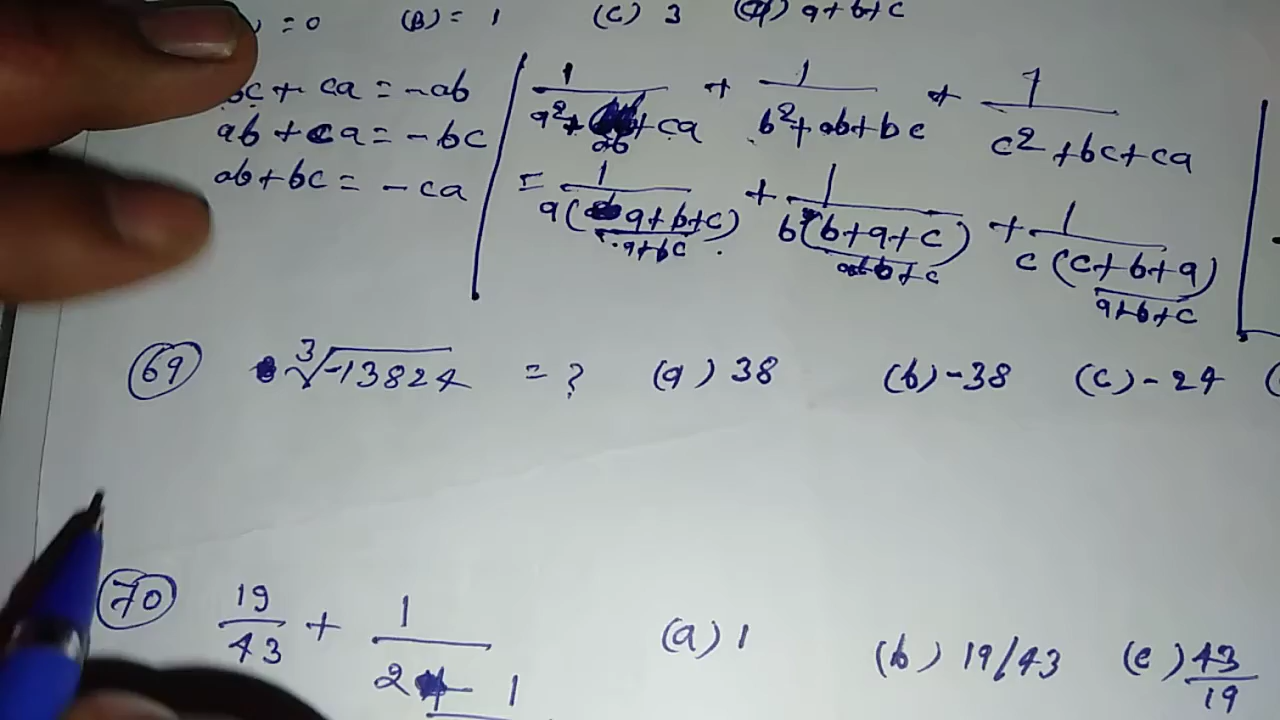 = 0 (B) = 1 (C) 3 (d) a+b+c
bc + ca = -ab
ab + ca = -bc
ab + bc = -ca
1/(a²+ab+ca) + 1/(b²+ab+bc) + 1/(c²+bc+ca)
= 1/(a(a+b+c)) + 1/(b(b+a+c)) + 1/(c(c+b+a))
a+b+c
69 ∛-13824 = ? (a) 38 (b) -38 (c) -24 (
70 19/43 + 1/(2 - 1 (a) 1 (b) 19/43 (c) 43/19